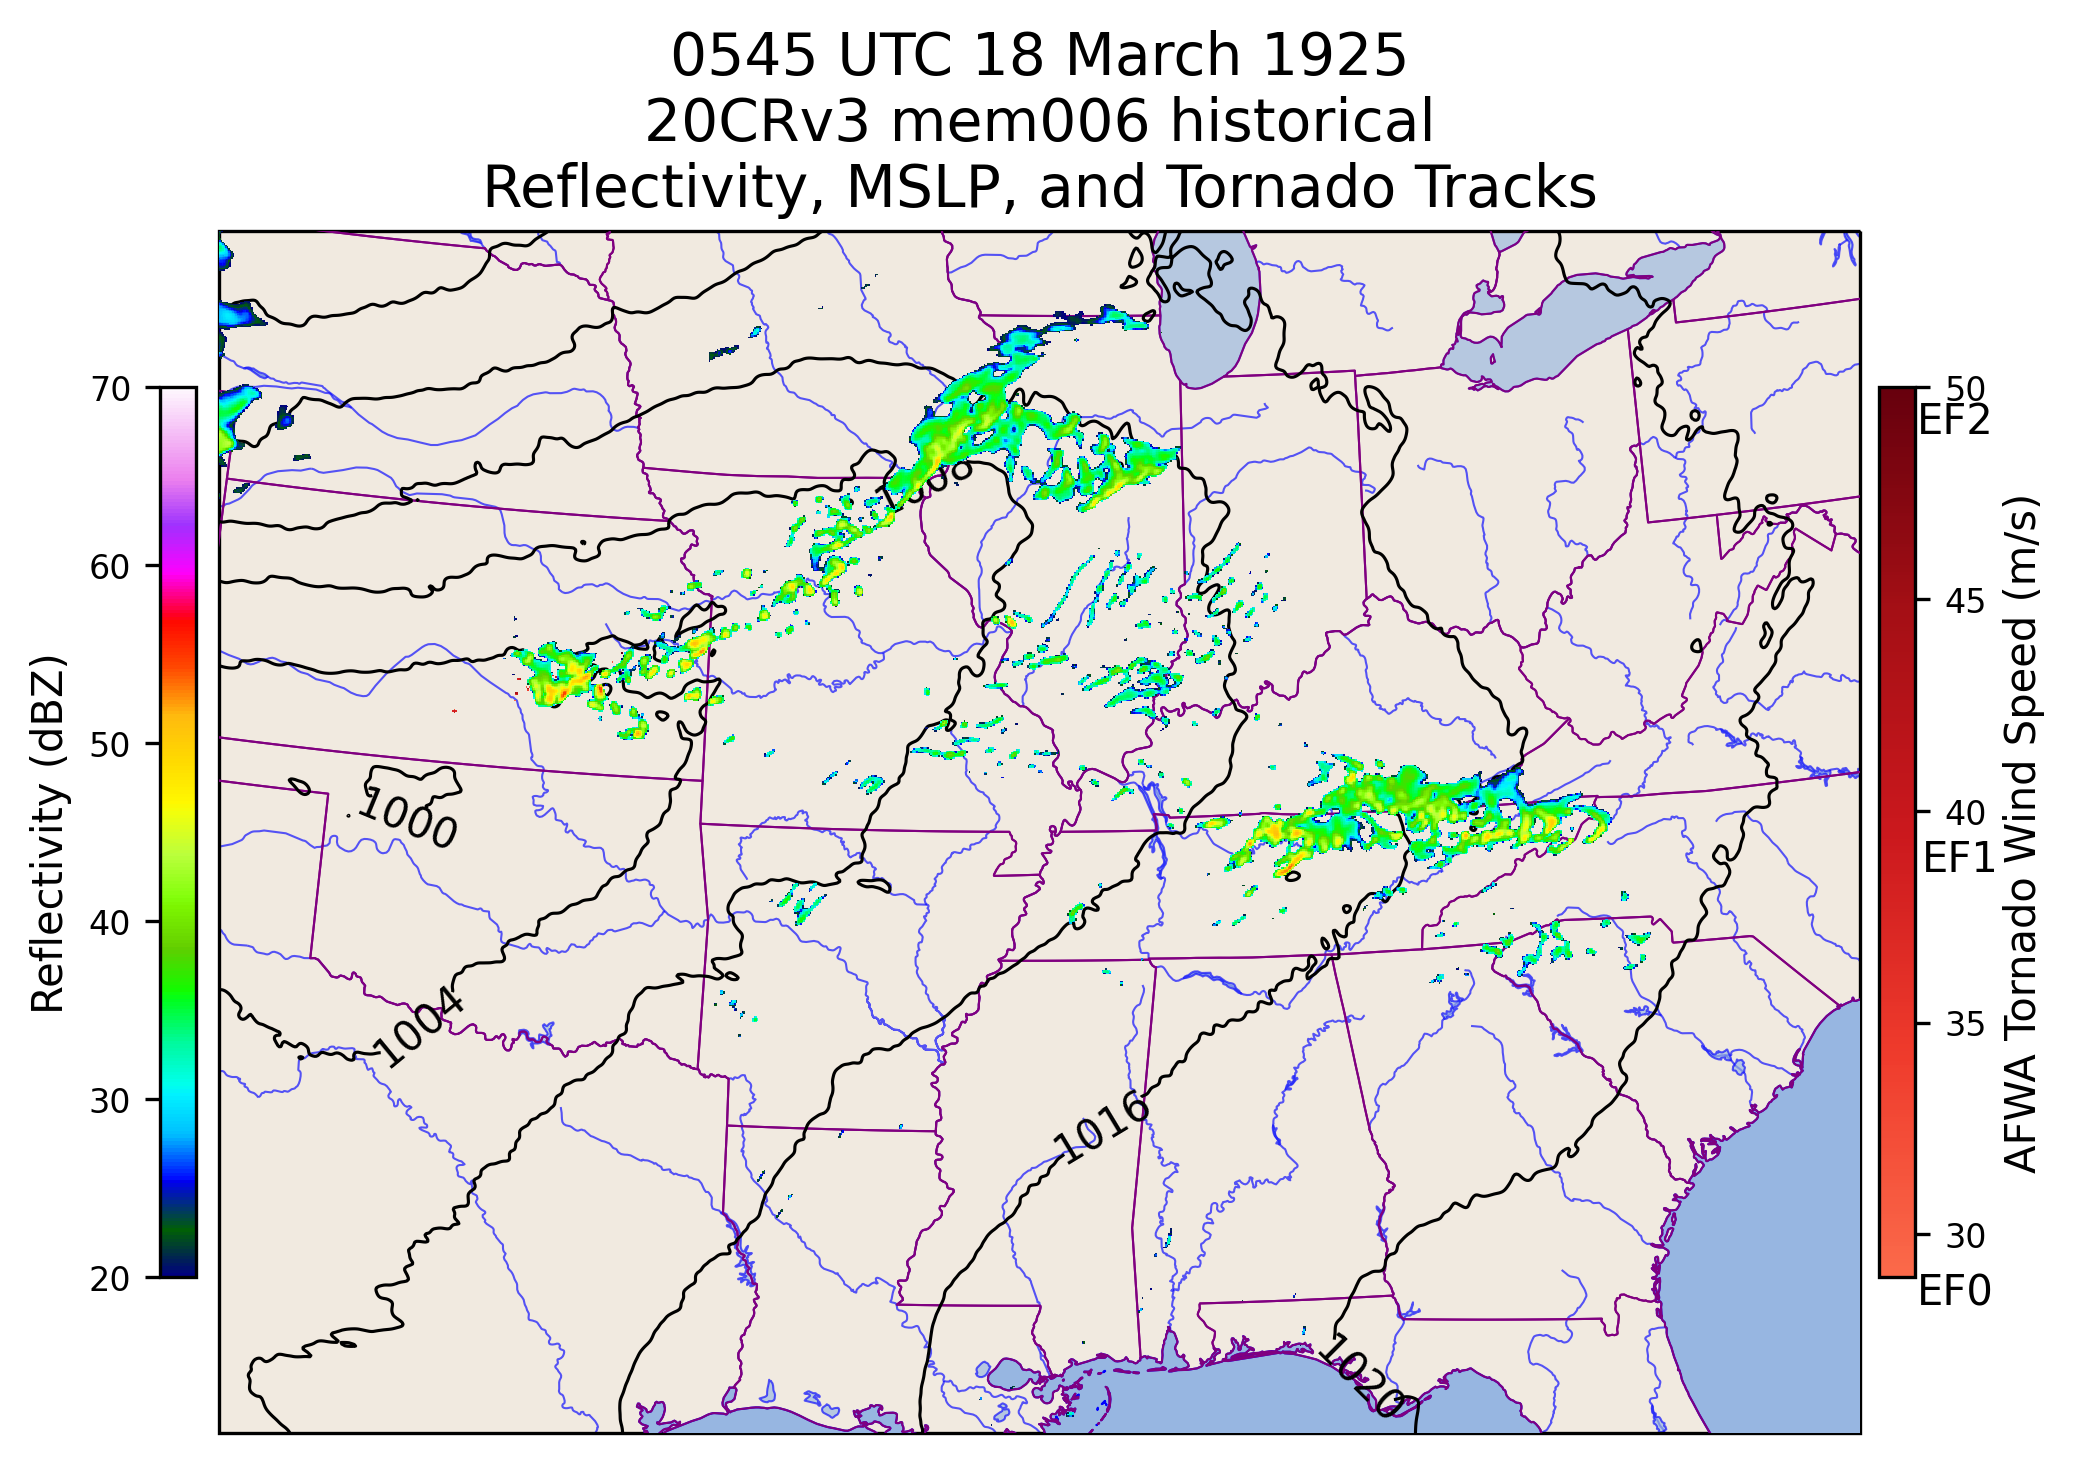 0545 UTC 18 March 1925
20CRv3 mem006 historical
Reflectivity, MSLP, and Tornado Tracks
70
60
50
40
30
20
Reflectivity (dBZ)
1000
1004
1016
1020
50
EF2
45
40
EF1
35
30
EF0
AFWA Tornado Wind Speed (m/s)